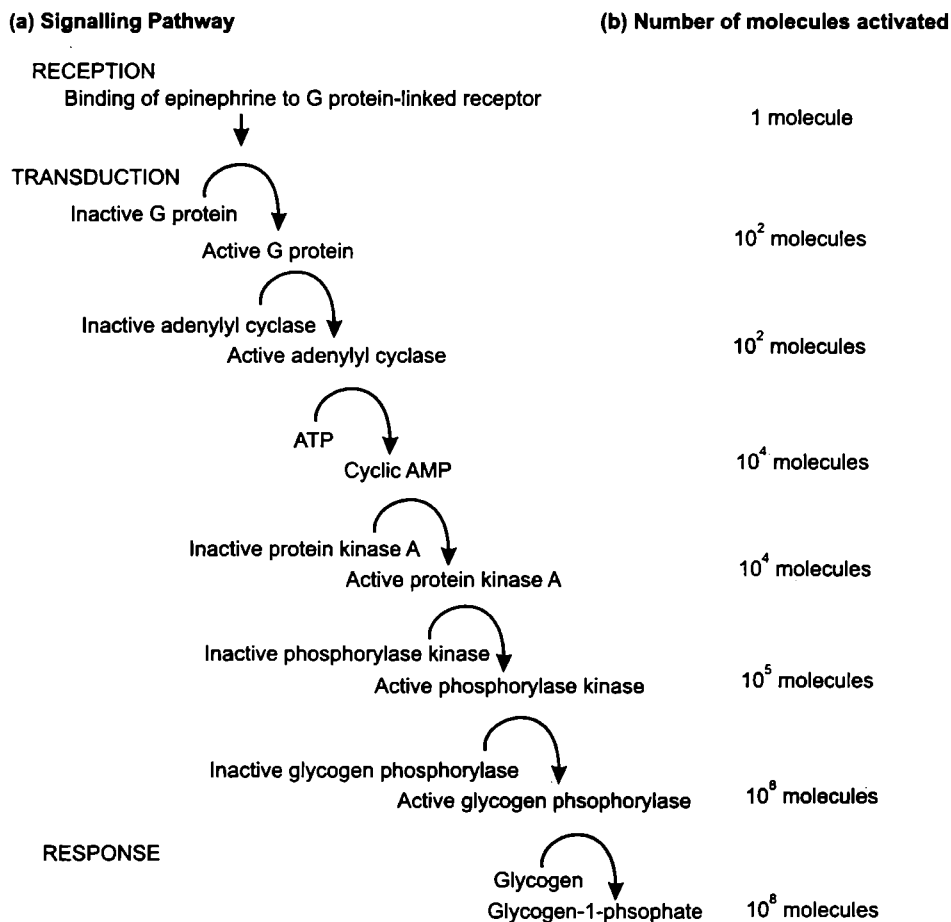 (a) Signalling Pathway
(b) Number of molecules activated
RECEPTION
Binding of epinephrine to G protein-linked receptor
1 molecule
TRANSDUCTION
Inactive G protein
Active G protein
10² molecules
Inactive adenylyl cyclase
Active adenylyl cyclase
10² molecules
ATP
Cyclic AMP
10⁴ molecules
Inactive protein kinase A
Active protein kinase A
10⁴ molecules
Inactive phosphorylase kinase
Active phosphorylase kinase
10⁵ molecules
Inactive glycogen phosphorylase
Active glycogen phsophorylase
10⁶ molecules
RESPONSE
Glycogen
Glycogen-1-phsophate
10⁸ molecules